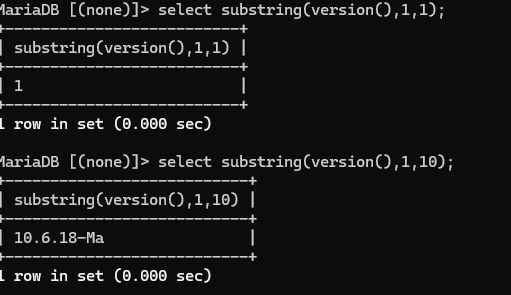 MariaDB [(none)]> select substring(version(),1,1);
+-------------------------+
| substring(version(),1,1) |
+-------------------------+
| 1                        |
+-------------------------+
1 row in set (0.000 sec)
MariaDB [(none)]> select substring(version(),1,10);
+--------------------------+
| substring(version(),1,10) |
+--------------------------+
| 10.6.18-Ma                |
+--------------------------+
1 row in set (0.000 sec)